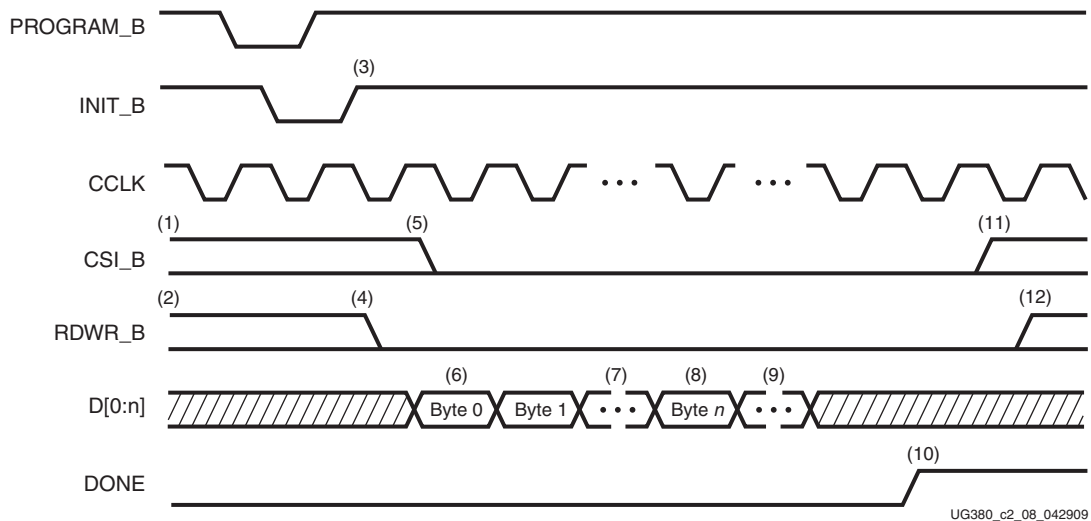 PROGRAM_B
(3)
INIT_B
CCLK
(1) (5) (11)
CSI_B
(2) (4) (12)
RDWR_B
(6) (7) (8) (9)
D[0:n] Byte 0 Byte 1 Byte n
(10)
DONE
UG380_c2_08_042909